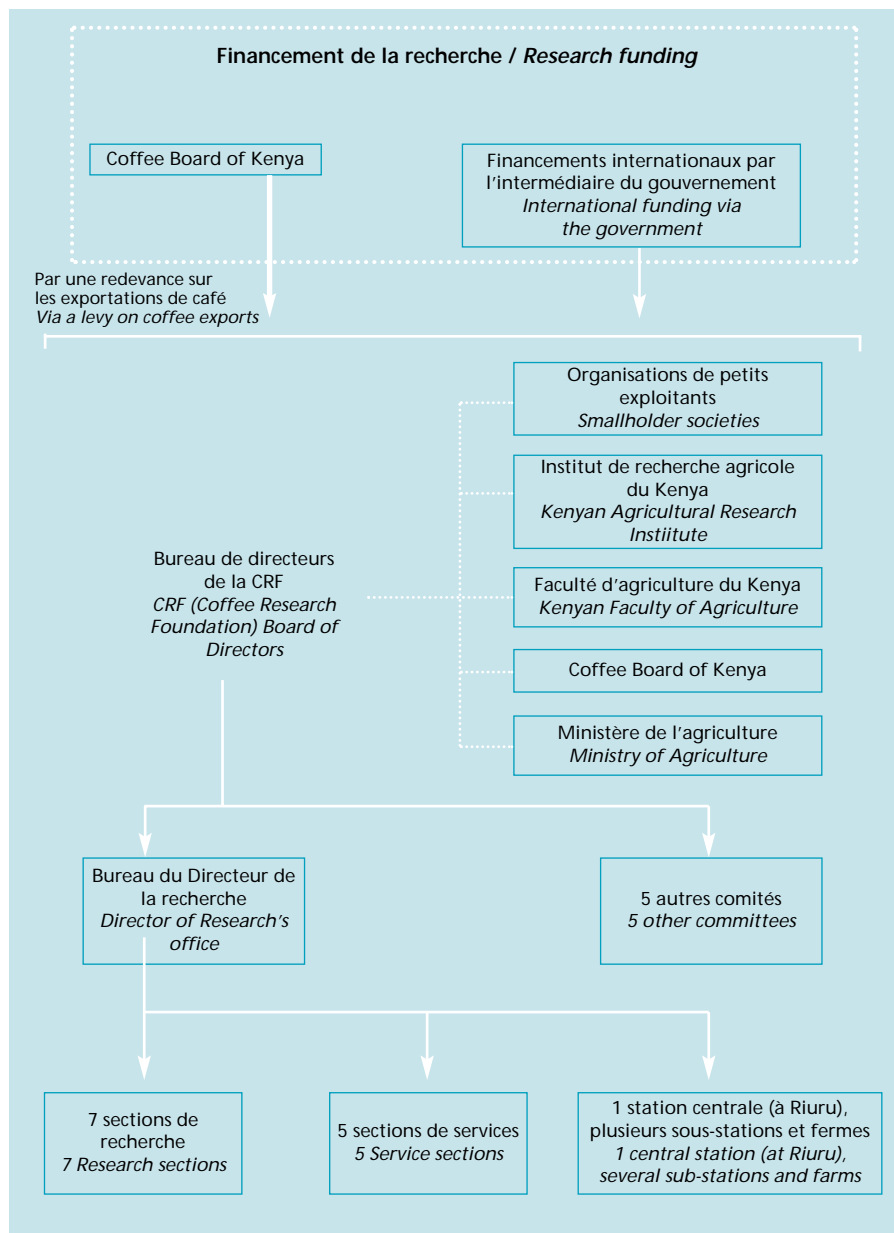 Financement de la recherche / Research funding
Coffee Board of Kenya
Financements internationaux par
l'intermédiaire du gouvernement
International funding via
the government
Par une redevance sur
les exportations de café
Via a levy on coffee exports
Organisations de petits
exploitants
Smallholder societies
Institut de recherche agricole
du Kenya
Kenyan Agricultural Research
Instiitute
Bureau de directeurs
de la CRF
CRF (Coffee Research
Foundation) Board of
Directors
Faculté d'agriculture du Kenya
Kenyan Faculty of Agriculture
Coffee Board of Kenya
Ministère de l'agriculture
Ministry of Agriculture
Bureau du Directeur de
la recherche
Director of Research's
office
5 autres comités
5 other committees
7 sections de
recherche
7 Research sections
5 sections de services
5 Service sections
1 station centrale (à Riuru),
plusieurs sous-stations et fermes
1 central station (at Riuru),
several sub-stations and farms